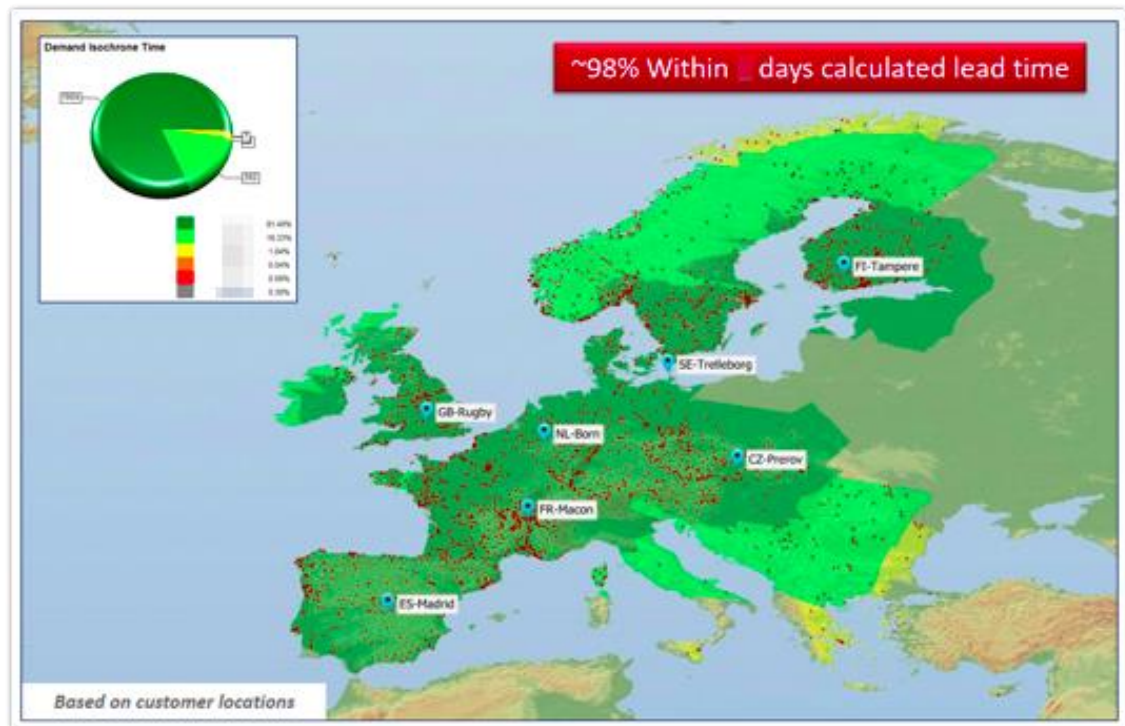 Demand Isochrone Time
~98% Within days calculated lead time
FI-Tampere
SE-Trelleborg
GB-Rugby
NL-Born
CZ-Prerov
FR-Macon
ES-Madrid
Based on customer locations